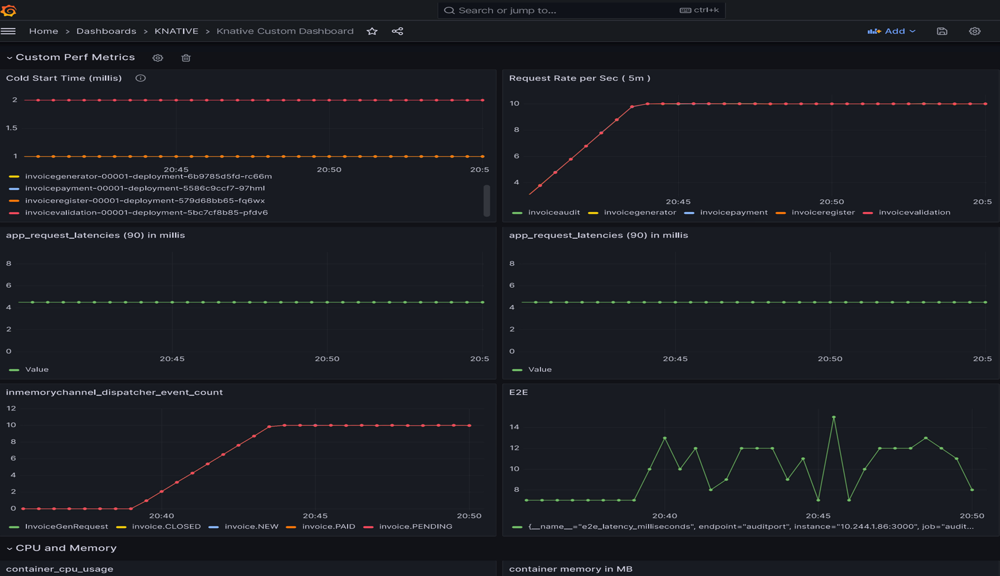 Search or jump to...
ctrl+k
Home > Dashboards > KNATIVE > Knative Custom Dashboard
Add
Custom Perf Metrics
Cold Start Time (millis)
2
1.5
1
20:45
20:50
20:5
invoicegenerator-00001-deployment-6b9785d5fd-rc66m
invoicepayment-00001-deployment-5586c9ccf7-97hml
invoiceregister-00001-deployment-579d68bb65-fq6wx
invoicevalidation-00001-deployment-5bc7cf8b85-pfdv6
Request Rate per Sec ( 5m )
10
8
6
4
20:45
20:50
20:5
invoiceaudit invoicegenerator invoicepayment invoiceregister invoicevalidation
app_request_latencies (90) in millis
8
6
4
2
0
20:45
20:50
20:5
Value
app_request_latencies (90) in millis
8
6
4
2
0
20:45
20:50
20:5
Value
inmemorychannel_dispatcher_event_count
12
10
8
6
4
2
0
20:40
20:45
20:50
InvoiceGenRequest invoice.CLOSED invoice.NEW invoice.PAID invoice.PENDING
E2E
14
12
10
8
20:40
20:45
20:50
{__name__="e2e_latency_milliseconds", endpoint="auditport", instance="10.244.1.86:3000", job="audit...
CPU and Memory
container_cpu_usage
container memory in MB